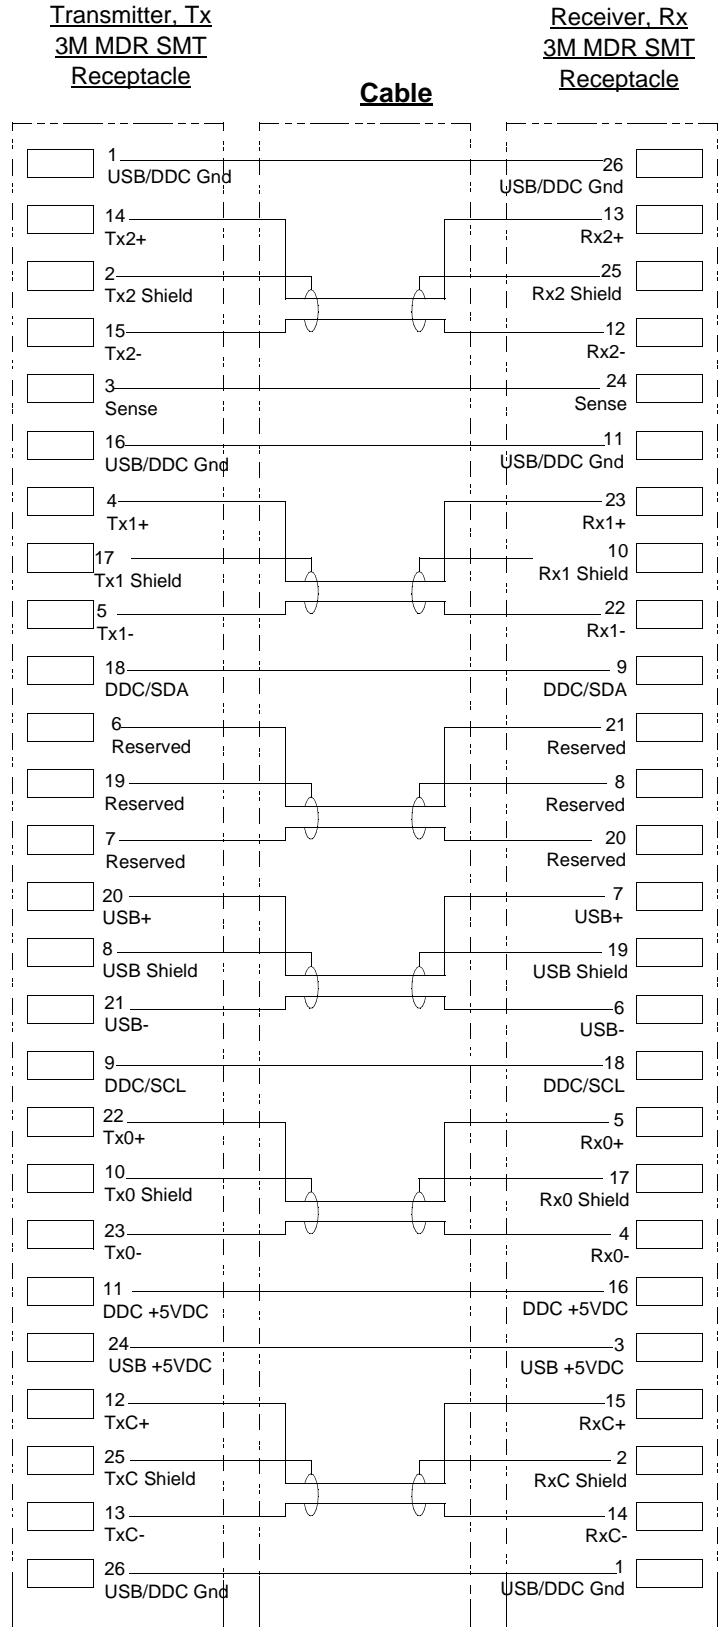 Transmitter, Tx
3M MDR SMT
Receptacle
Receiver, Rx
3M MDR SMT
Receptacle
Cable
1
USB/DDC Gnd
26
USB/DDC Gnd
14
Tx2+
13
Rx2+
2
Tx2 Shield
25
Rx2 Shield
15
Tx2-
12
Rx2-
3
Sense
24
Sense
16
USB/DDC Gnd
11
USB/DDC Gnd
4
Tx1+
23
Rx1+
17
Tx1 Shield
10
Rx1 Shield
5
Tx1-
22
Rx1-
18
DDC/SDA
9
DDC/SDA
6
Reserved
21
Reserved
19
Reserved
8
Reserved
7
Reserved
20
Reserved
20
USB+
7
USB+
8
USB Shield
19
USB Shield
21
USB-
6
USB-
9
DDC/SCL
18
DDC/SCL
22
Tx0+
5
Rx0+
10
Tx0 Shield
17
Rx0 Shield
23
Tx0-
4
Rx0-
11
DDC +5VDC
16
DDC +5VDC
24
USB +5VDC
3
USB +5VDC
12
TxC+
15
RxC+
25
TxC Shield
2
RxC Shield
13
TxC-
14
RxC-
26
USB/DDC Gnd
1
USB/DDC Gnd